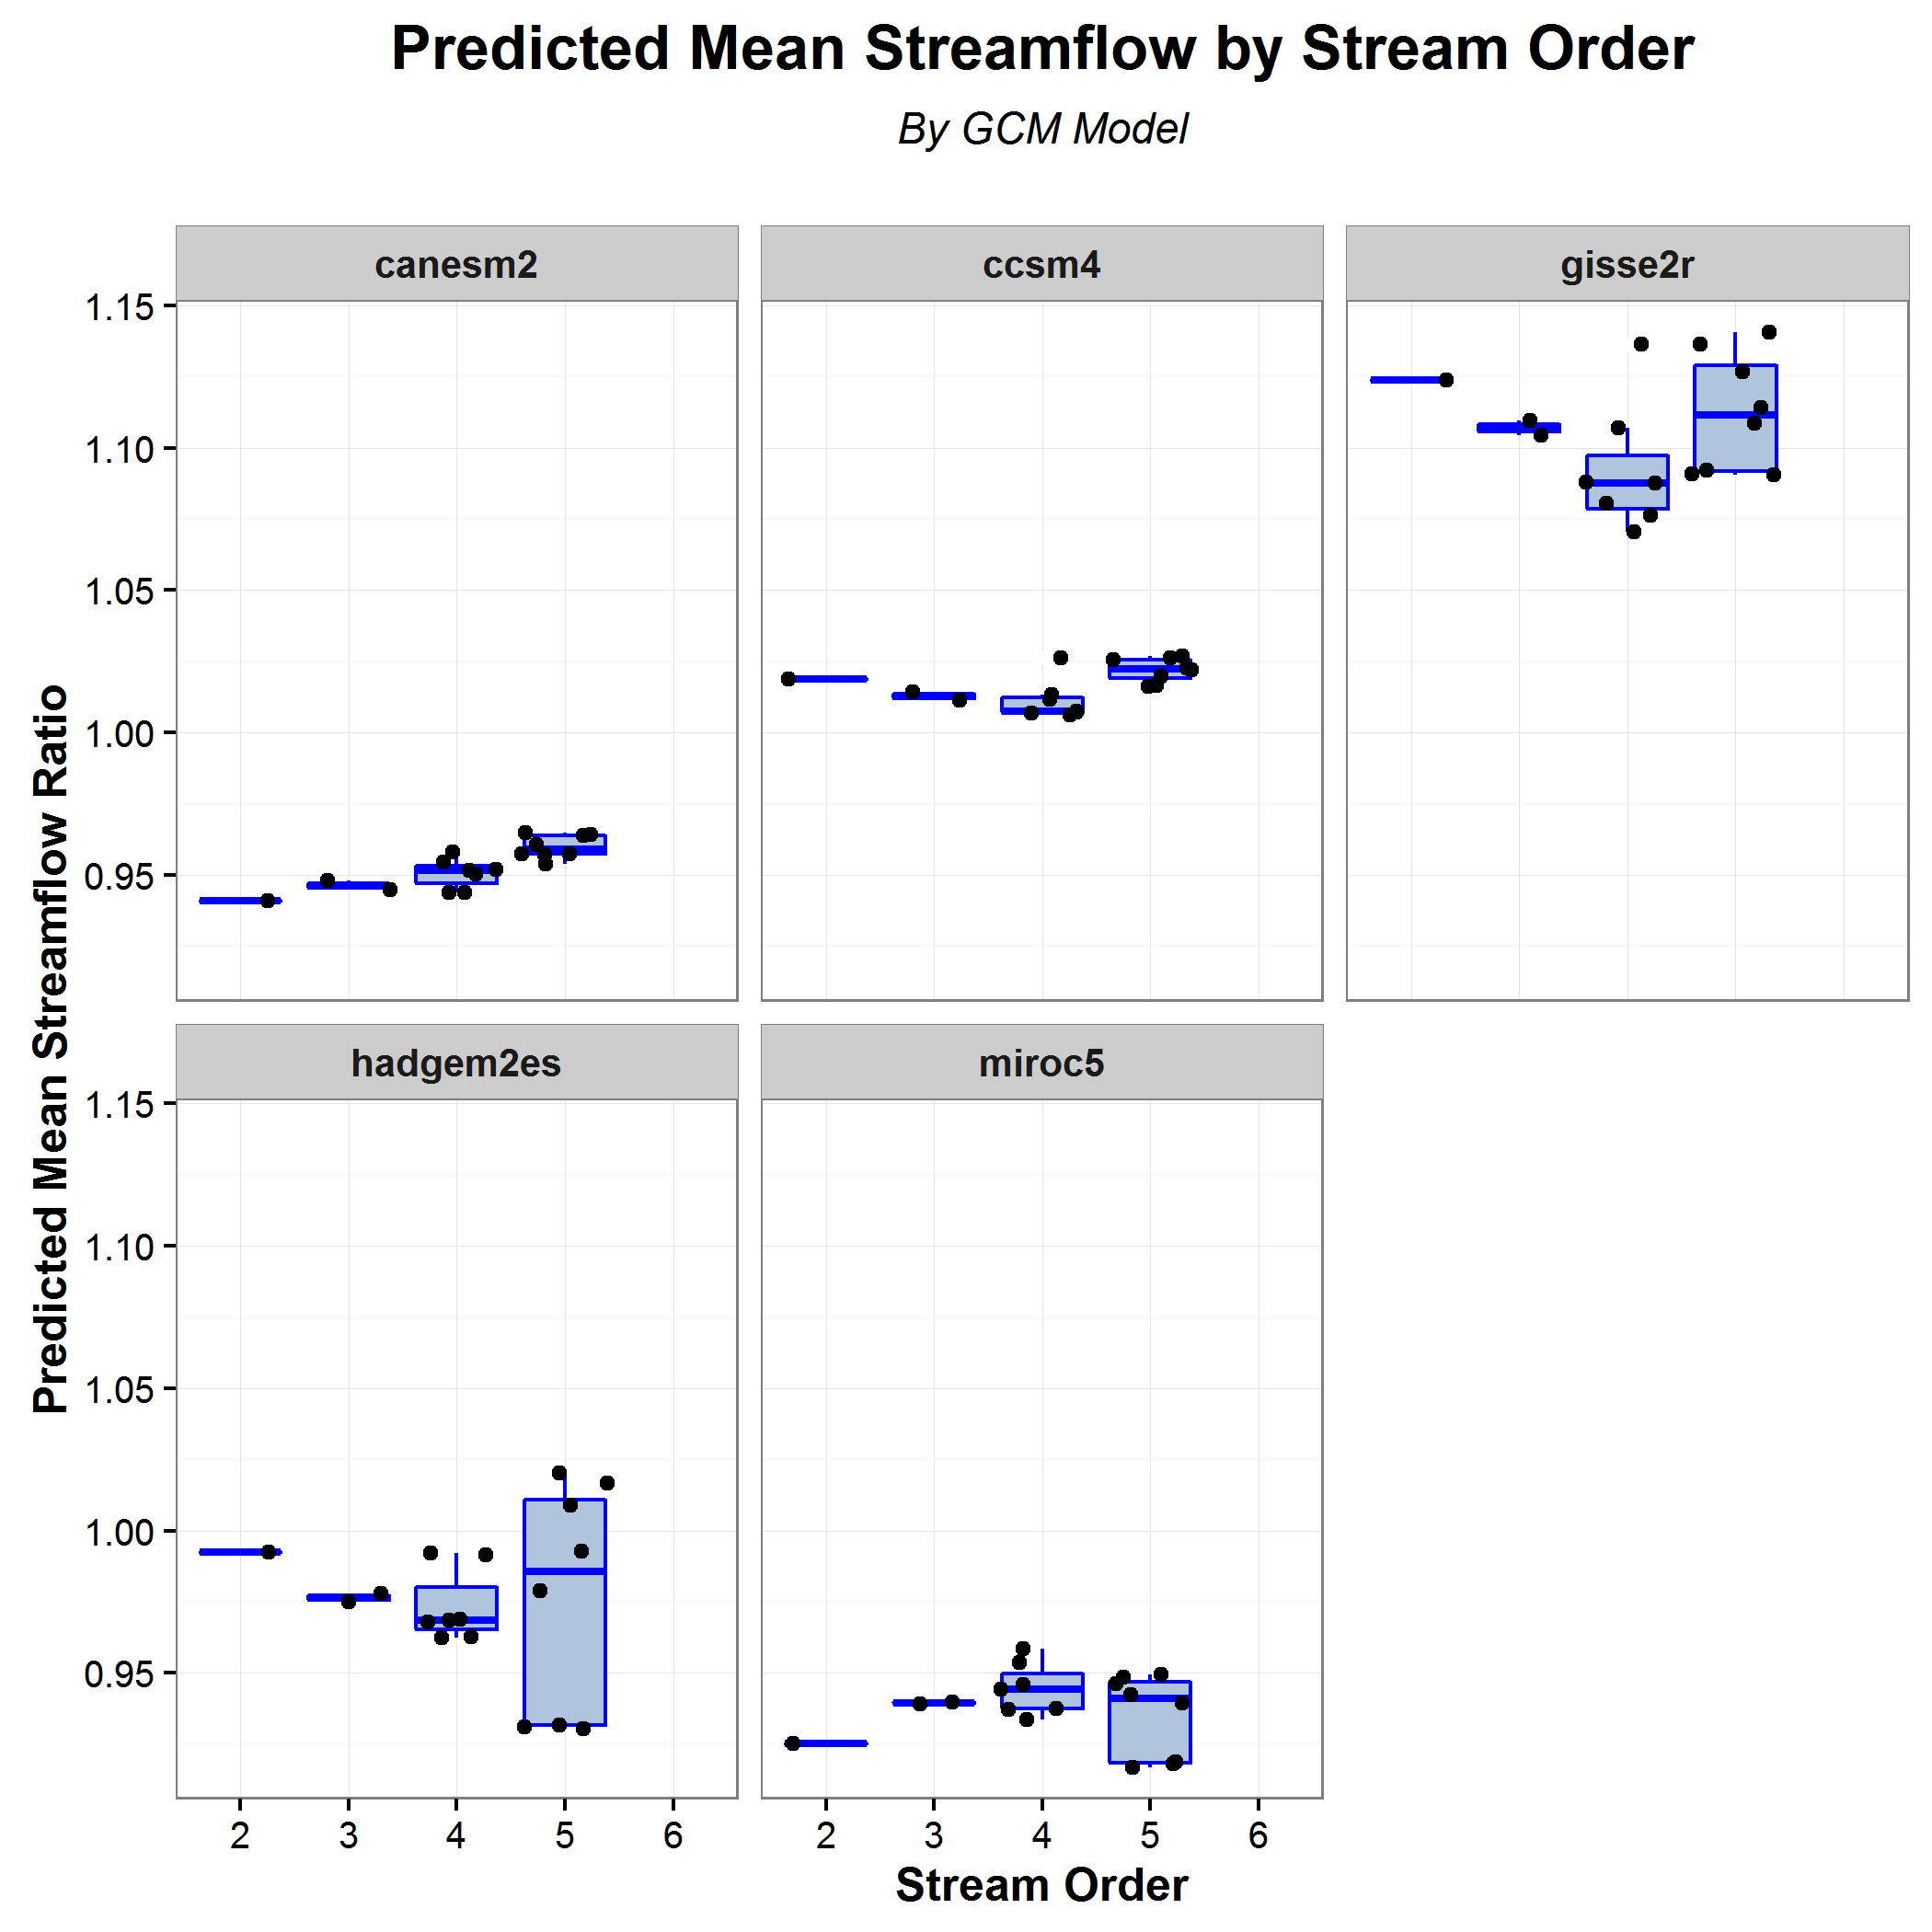 Predicted Mean Streamflow by Stream Order
By GCM Model
canesm2
ccsm4
gisse2r
1.15
1.10
1.05
1.00
0.95
Predicted Mean Streamflow Ratio
hadgem2es
miroc5
1.15
1.10
1.05
1.00
0.95
2 3 4 5 6
2 3 4 5 6
Stream Order